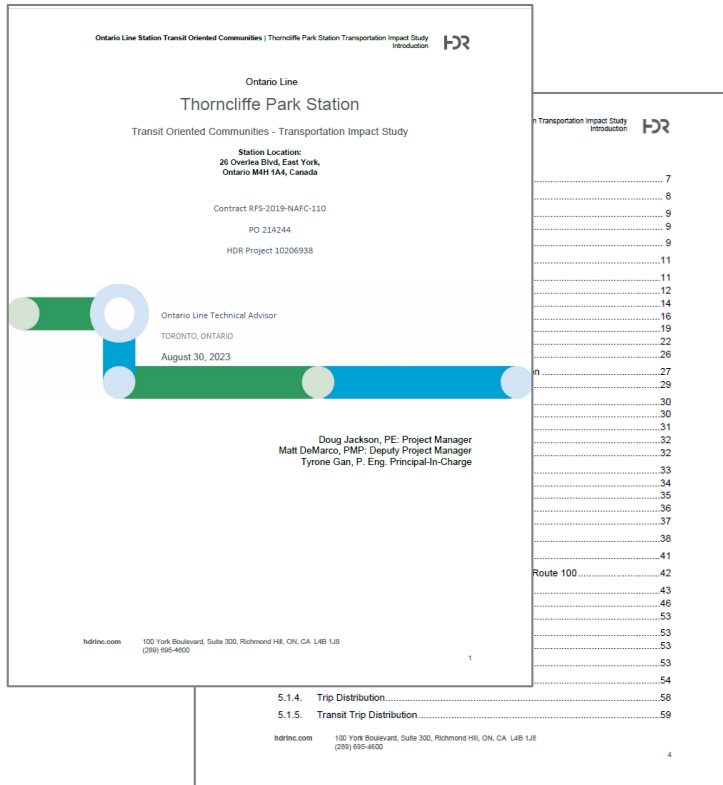 Ontario Line Station Transit Oriented Communities | Thorncliffe Park Station Transportation Impact Study
Introduction
HDR
Ontario Line
Thorncliffe Park Station
Transit Oriented Communities - Transportation Impact Study
Station Location:
26 Overlea Blvd, East York,
Ontario M4H 1A4, Canada
Contract RFS-2019-NAFC-110
PO 214244
HDR Project 10206938
Ontario Line Technical Advisor
TORONTO, ONTARIO
August 30, 2023
Doug Jackson, PE: Project Manager
Matt DeMarco, PMP: Deputy Project Manager
Tyrone Gan, P. Eng. Principal-In-Charge
hdrinc.com 100 York Boulevard, Suite 300, Richmond Hill, ON, CA L4B 1J8
(289) 695-4600
1
n Transportation Impact Study
Introduction
HDR
7
8
9
9
9
11
11
12
14
16
19
22
26
n 27
29
30
30
31
32
32
33
34
35
36
37
38
41
Route 100 42
43
46
53
53
53
53
54
5.1.4. Trip Distribution 58
5.1.5. Transit Trip Distribution 59
hdrinc.com 100 York Boulevard, Suite 300, Richmond Hill, ON, CA L4B 1J8
(289) 695-4600
4